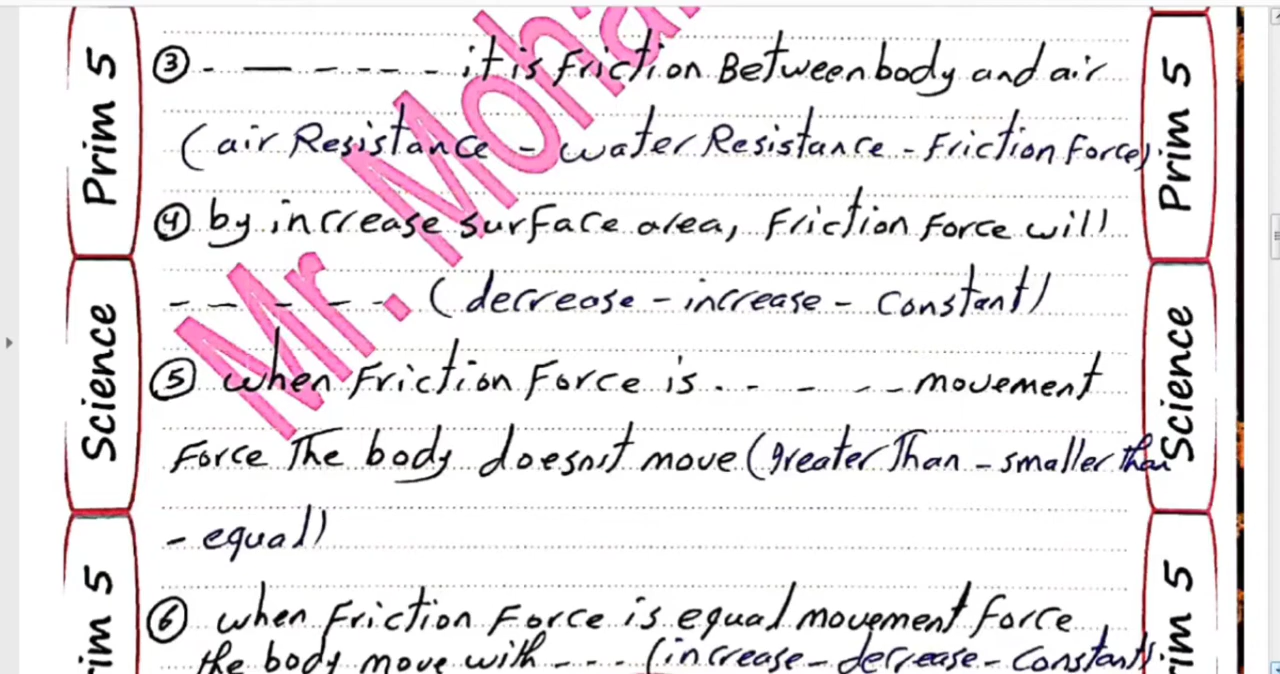 Prim 5
Science
Prim 5
Prim 5
Science
Prim 5
Mr. Moha
③ - — - - - - it is Friction Between body and air
(air Resistance - water Resistance - Friction Force).
④ by increase surface area, Friction Force will
- - - - - . (decrease - increase - constant)
⑤ when Friction Force is . - - - - movement
Force The body doesn't move (greater Than - smaller than
- equal)
⑥ when Friction Force is equal movement force
the body move with - - - (increase - decrease - constant).